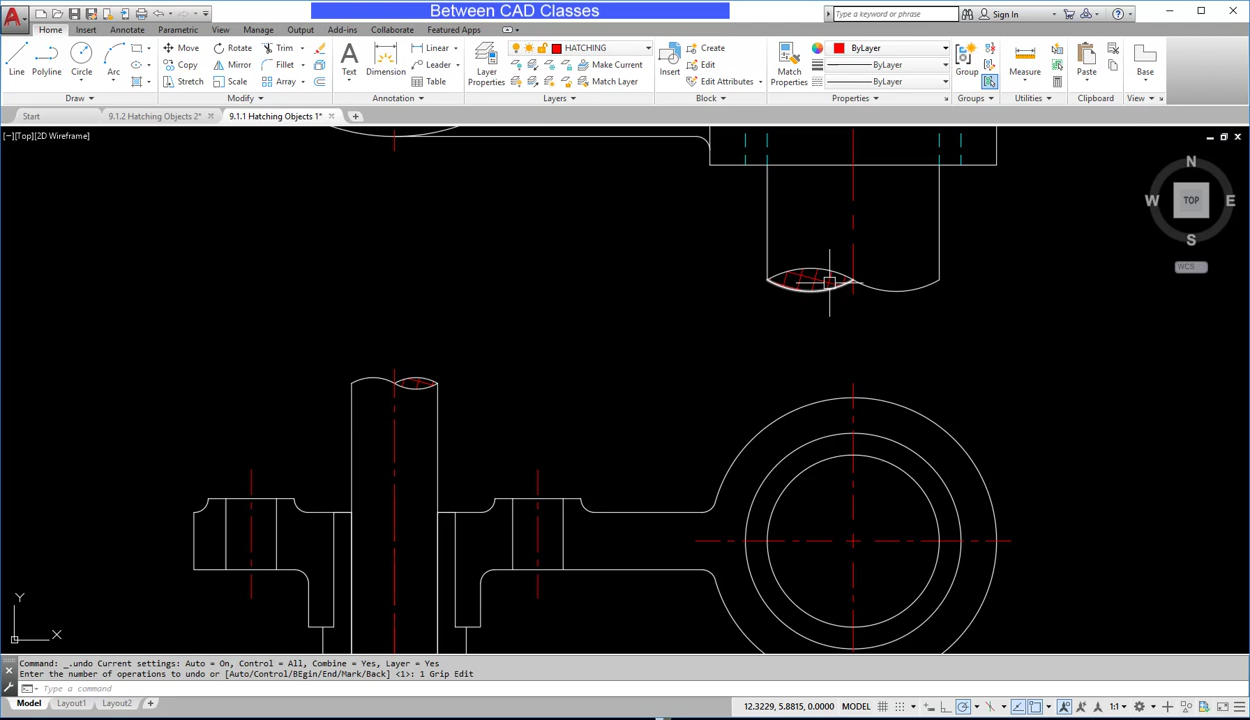 Between CAD Classes
Type a keyword or phrase
Sign In
Home Insert Annotate Parametric View Manage Output Add-ins Collaborate Featured Apps
Line Polyline Circle Arc
Move Rotate Trim
Copy Mirror Fillet
Stretch Scale Array
Text Dimension
Linear
Leader
Table
Layer Properties
HATCHING
Make Current
Match Layer
Insert
Create
Edit
Edit Attributes
Match Properties
ByLayer
ByLayer
ByLayer
Group Measure Paste Base
Draw Modify Annotation Layers Block Properties Groups Utilities Clipboard View
Start 9.1.2 Hatching Objects 2* 9.1.1 Hatching Objects 1*
[−][Top][2D Wireframe]
N
W TOP E
S
WCS
Y
X
Command: _.undo Current settings: Auto = On, Control = All, Combine = Yes, Layer = Yes
Enter the number of operations to undo or [Auto/Control/BEgin/End/Mark/Back] <1>: 1 Grip Edit
Type a command
Model Layout1 Layout2
12.3229, 5.8815, 0.0000 MODEL 1:1